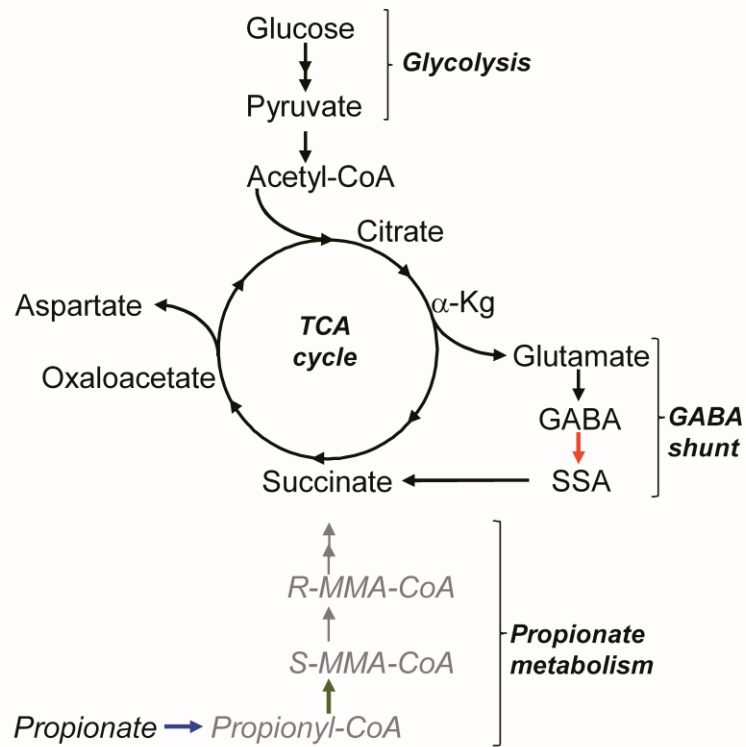 Glucose
Glycolysis
Pyruvate
Acetyl-CoA
Citrate
Aspartate
α-Kg
TCA
cycle
Glutamate
Oxaloacetate
GABA
GABA
shunt
Succinate
SSA
R-MMA-CoA
Propionate
metabolism
S-MMA-CoA
Propionate
Propionyl-CoA